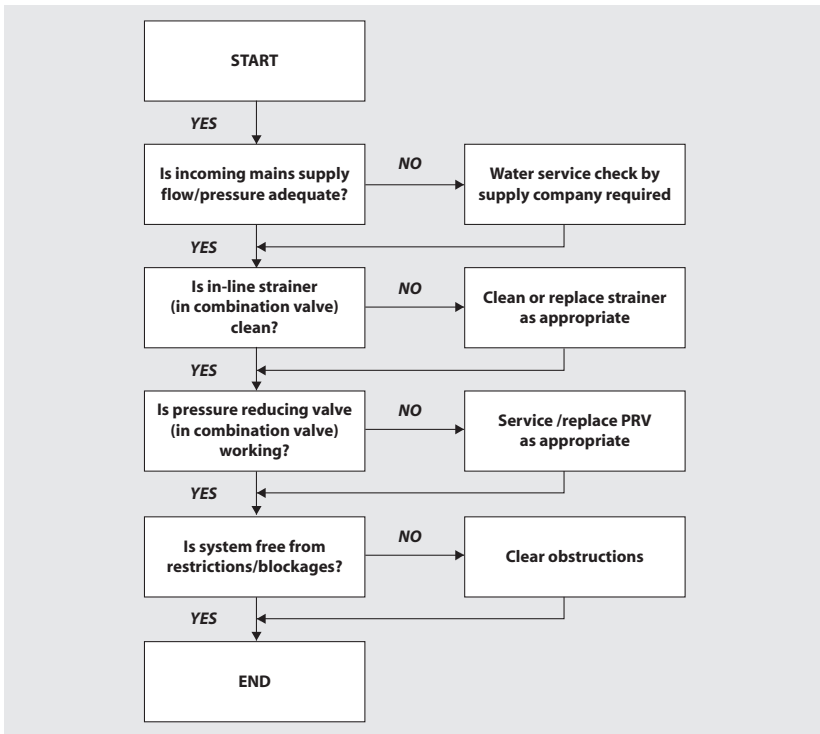 START
YES
Is incoming mains supply
flow/pressure adequate?
NO
Water service check by
supply company required
YES
Is in-line strainer
(in combination valve)
clean?
NO
Clean or replace strainer
as appropriate
YES
Is pressure reducing valve
(in combination valve)
working?
NO
Service /replace PRV
as appropriate
YES
Is system free from
restrictions/blockages?
NO
Clear obstructions
YES
END